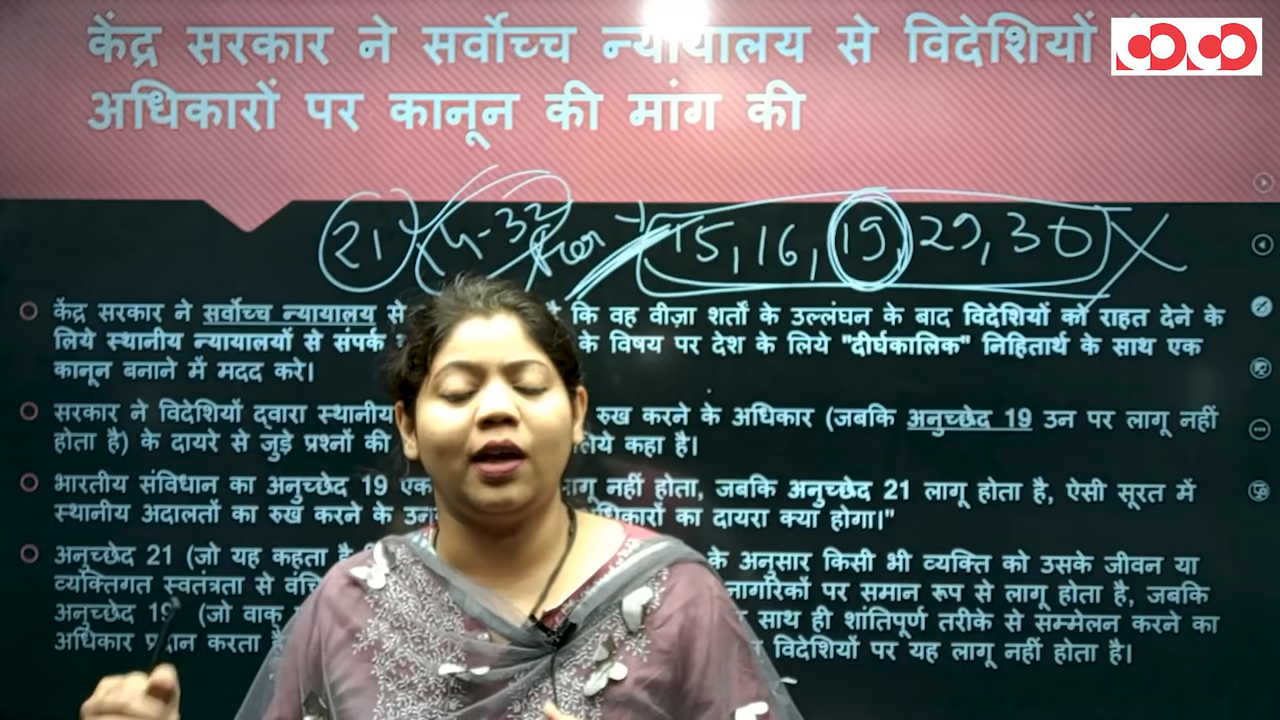 केंद्र सरकार ने सर्वोच्च न्यायालय से विदेशियों
अधिकारों पर कानून की मांग की
21 15, 16, 19, 29, 30
केंद्र सरकार ने सर्वोच्च न्यायालय से है कि वह वीज़ा शर्तों के उल्लंघन के बाद विदेशियों को राहत देने के
लिये स्थानीय न्यायालयों से संपर्क के विषय पर देश के लिये "दीर्घकालिक" निहितार्थ के साथ एक
कानून बनाने में मदद करे।
सरकार ने विदेशियों द्वारा स्थानीय रुख करने के अधिकार (जबकि अनुच्छेद 19 उन पर लागू नहीं
होता है) के दायरे से जुड़े प्रश्नों की लिये कहा है।
भारतीय संविधान का अनुच्छेद 19 एक लागू नहीं होता, जबकि अनुच्छेद 21 लागू होता है, ऐसी सूरत में
स्थानीय अदालतों का रुख करने के उन अधिकारों का दायरा क्या होगा।"
अनुच्छेद 21 (जो यह कहता है के अनुसार किसी भी व्यक्ति को उसके जीवन या
व्यक्तिगत स्वतंत्रता से नागरिकों पर समान रूप से लागू होता है, जबकि
अनुच्छेद 19 (जो वाक् साथ ही शांतिपूर्ण तरीके से सम्मेलन करने का
अधिकार प्रदान करता है विदेशियों पर यह लागू नहीं होता है।